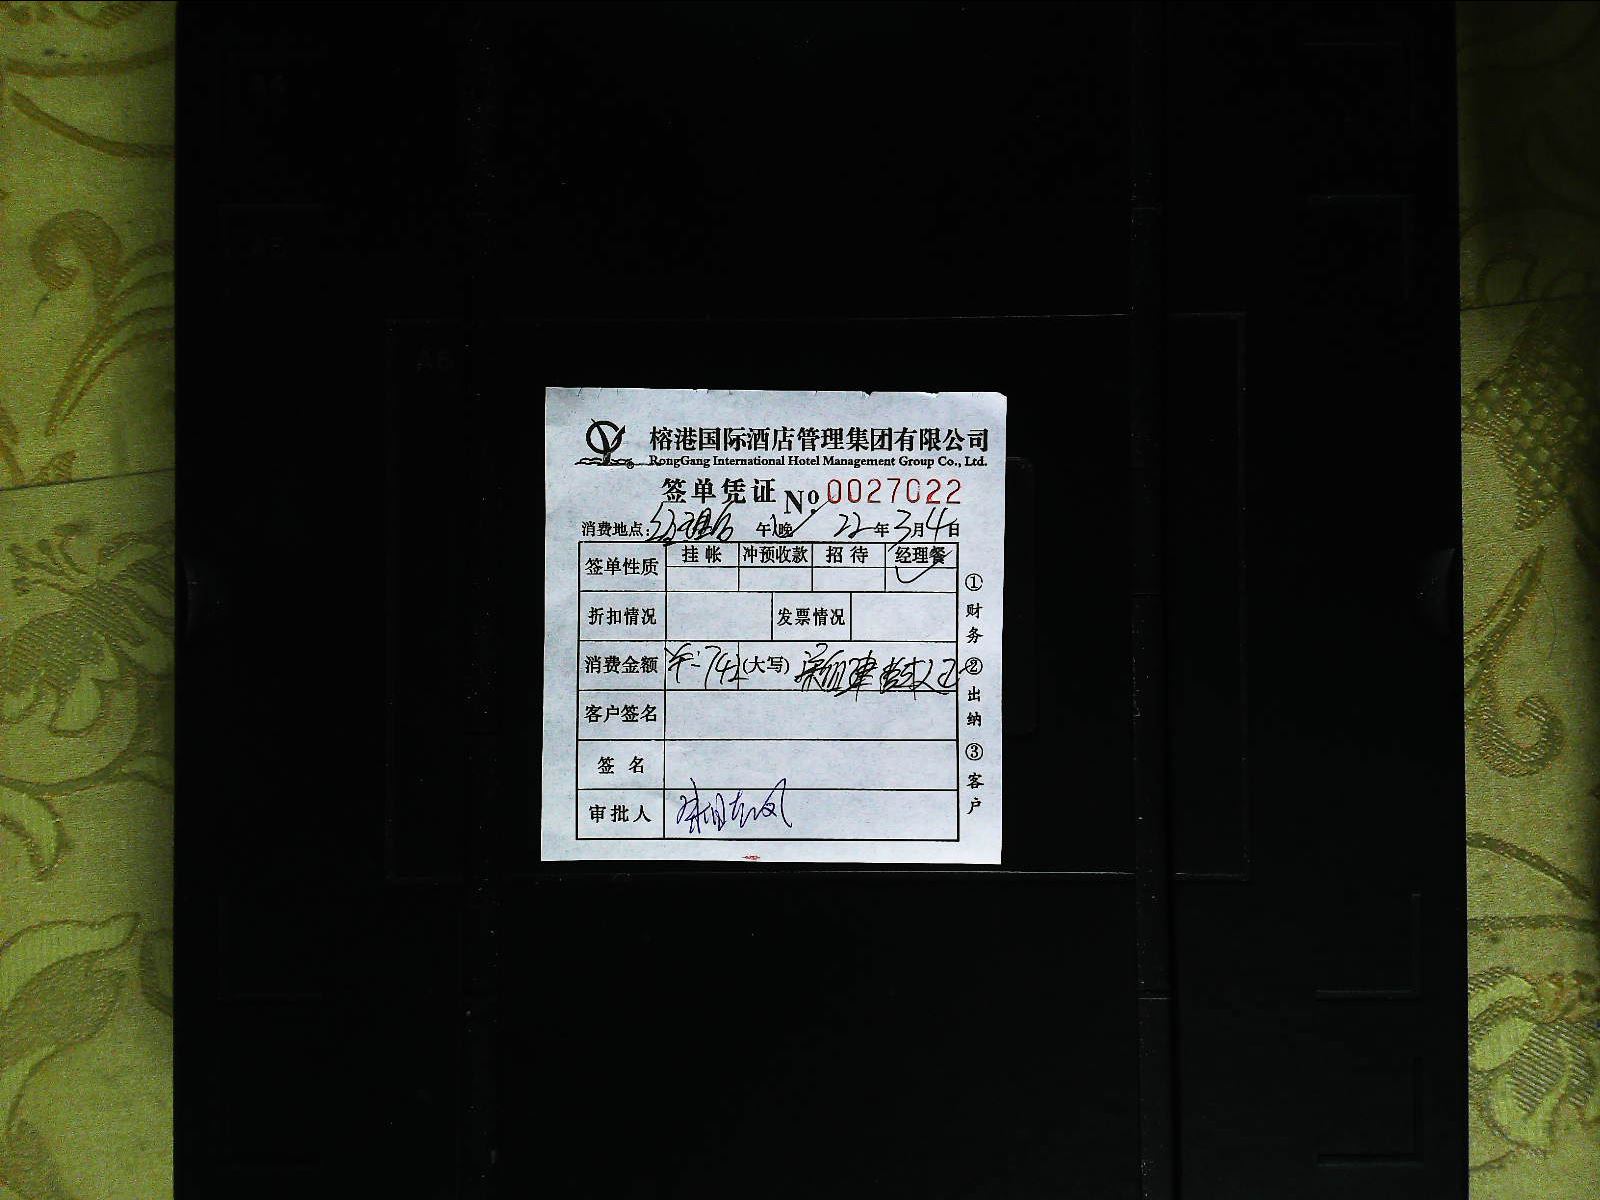 A6
榕港国际酒店管理集团有限公司
RongGang International Hotel Management Group Co., Ltd.
签单凭证 Nº 0027022
消费地点: 午/晚 22年3月4日
签单性质 挂帐 冲预收款 招待 经理餐
折扣情况 发票情况
消费金额 ¥:742 (大写)
客户签名
签名
审批人
①财务 ②出纳 ③客户